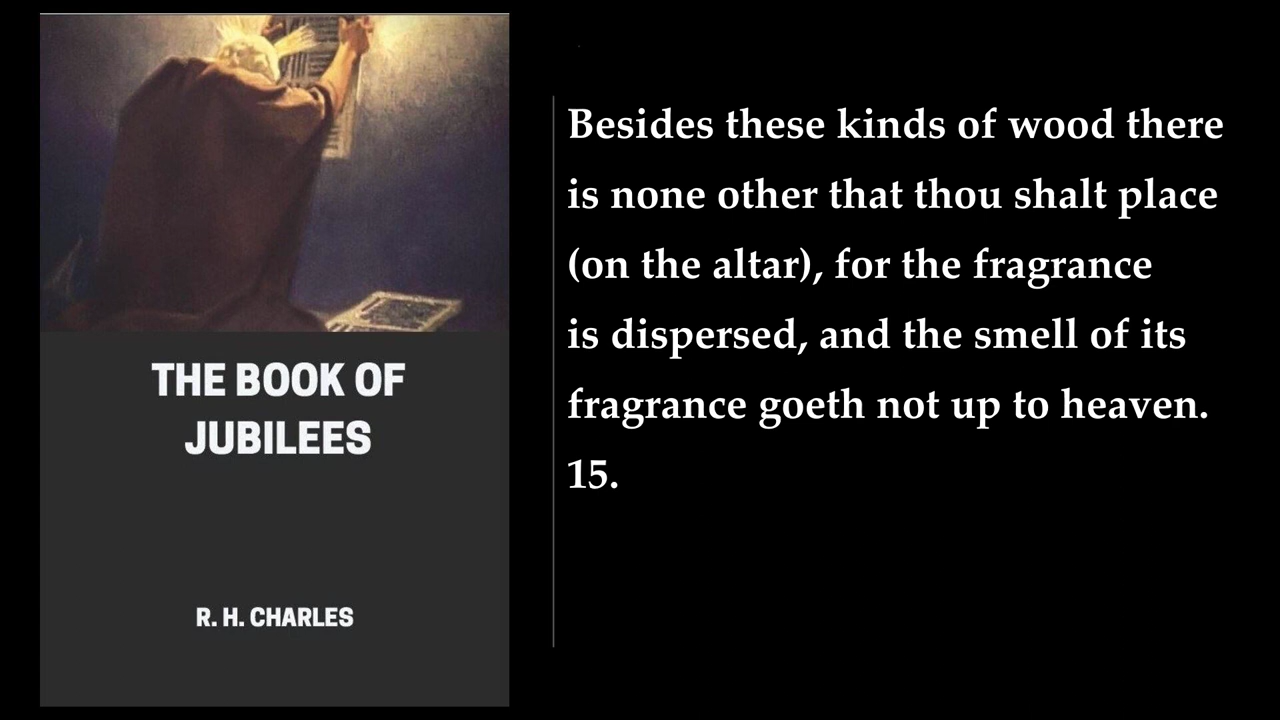 THE BOOK OF
JUBILEES
R. H. CHARLES
Besides these kinds of wood there
is none other that thou shalt place
(on the altar), for the fragrance
is dispersed, and the smell of its
fragrance goeth not up to heaven.
15.